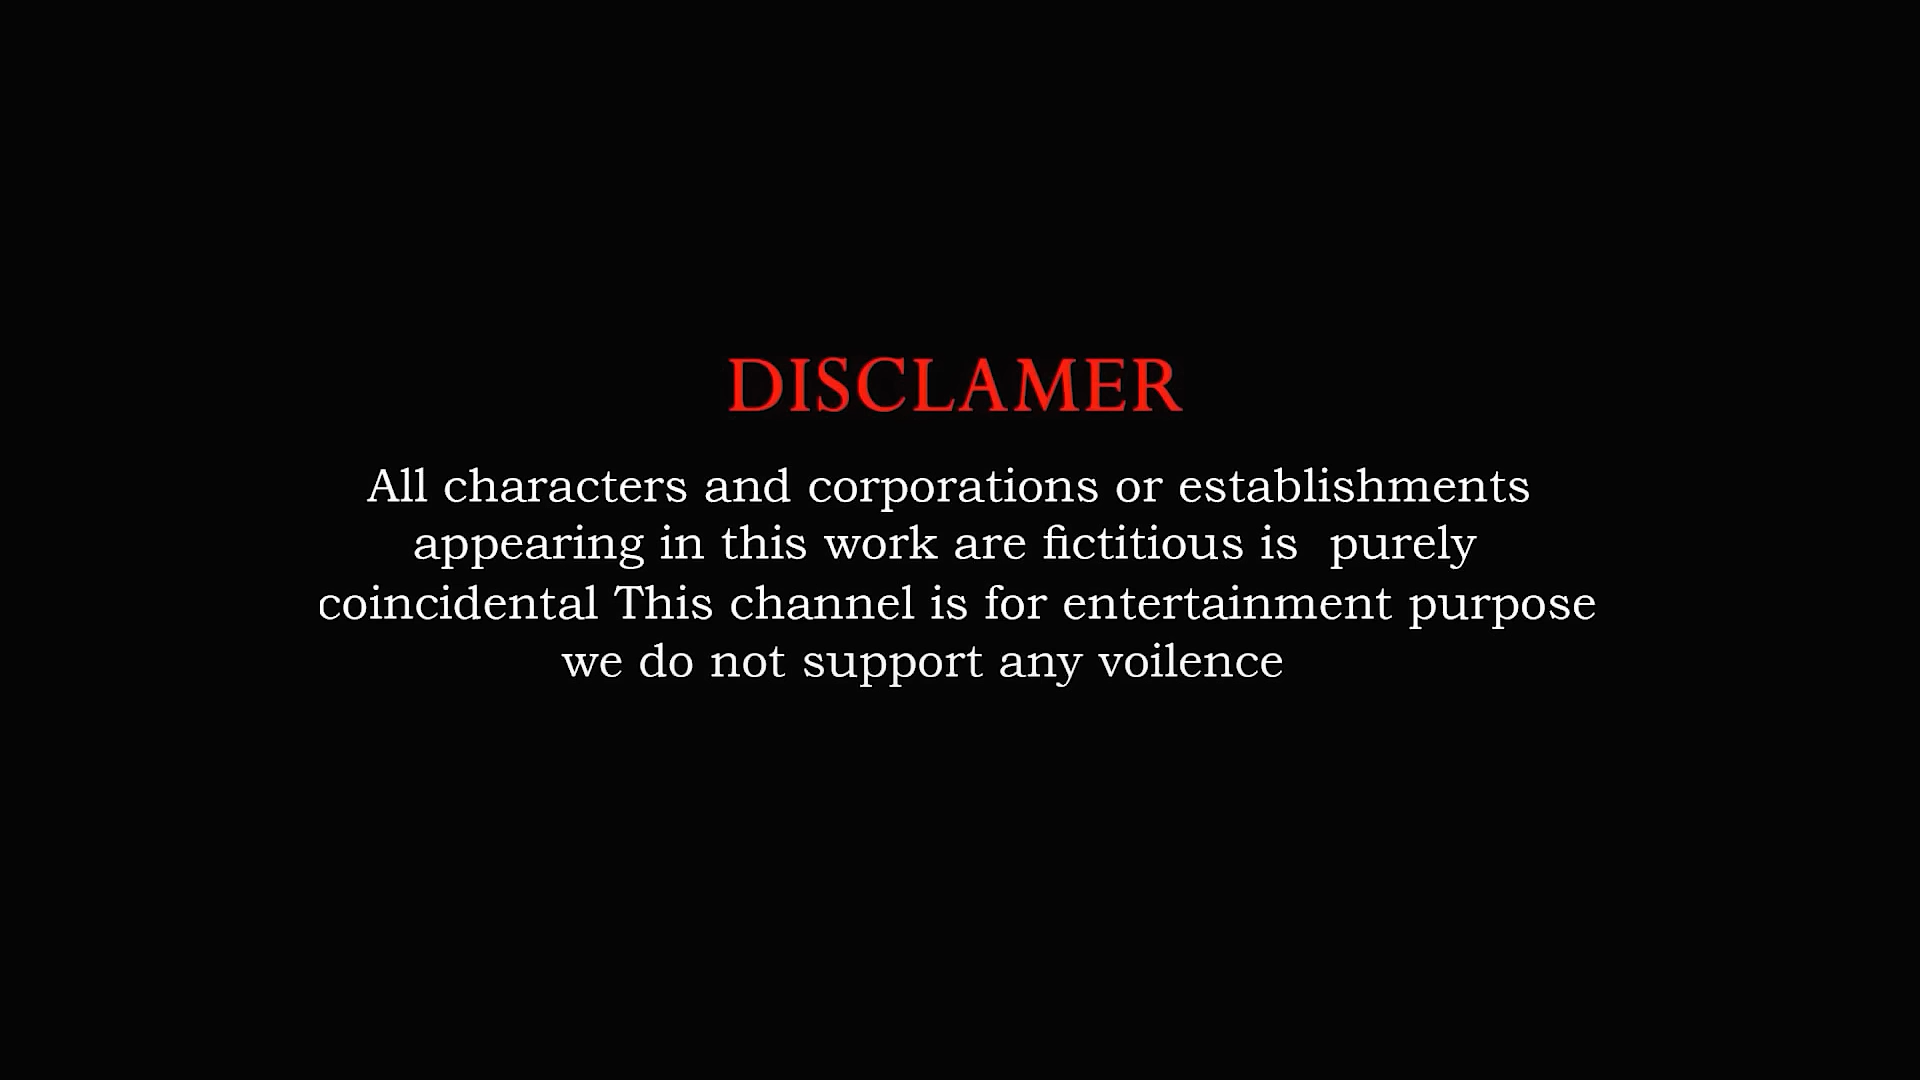 DISCLAMER
All characters and corporations or establishments
appearing in this work are fictitious is  purely
coincidental This channel is for entertainment purpose
we do not support any voilence